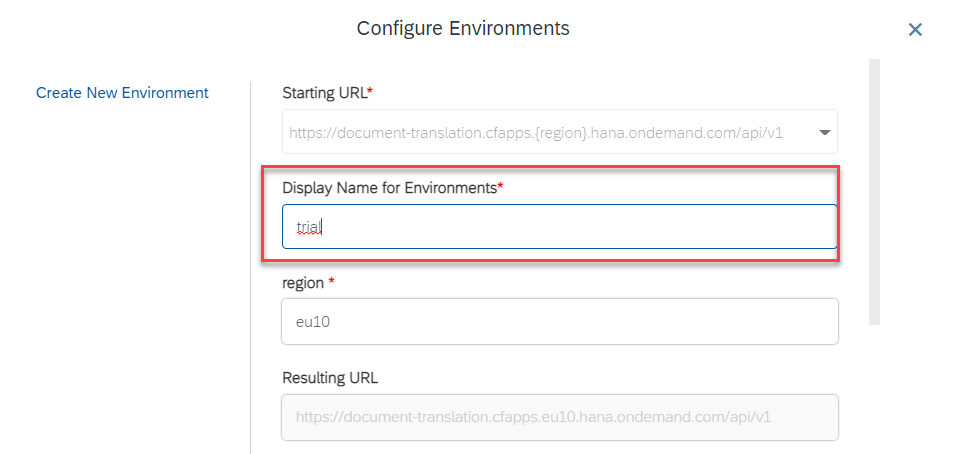 Configure Environments
Create New Environment
Starting URL*
https://document-translation.cfapps.{region}.hana.ondemand.com/api/v1
Display Name for Environments*
trial
region *
eu10
Resulting URL
https://document-translation.cfapps.eu10.hana.ondemand.com/api/v1